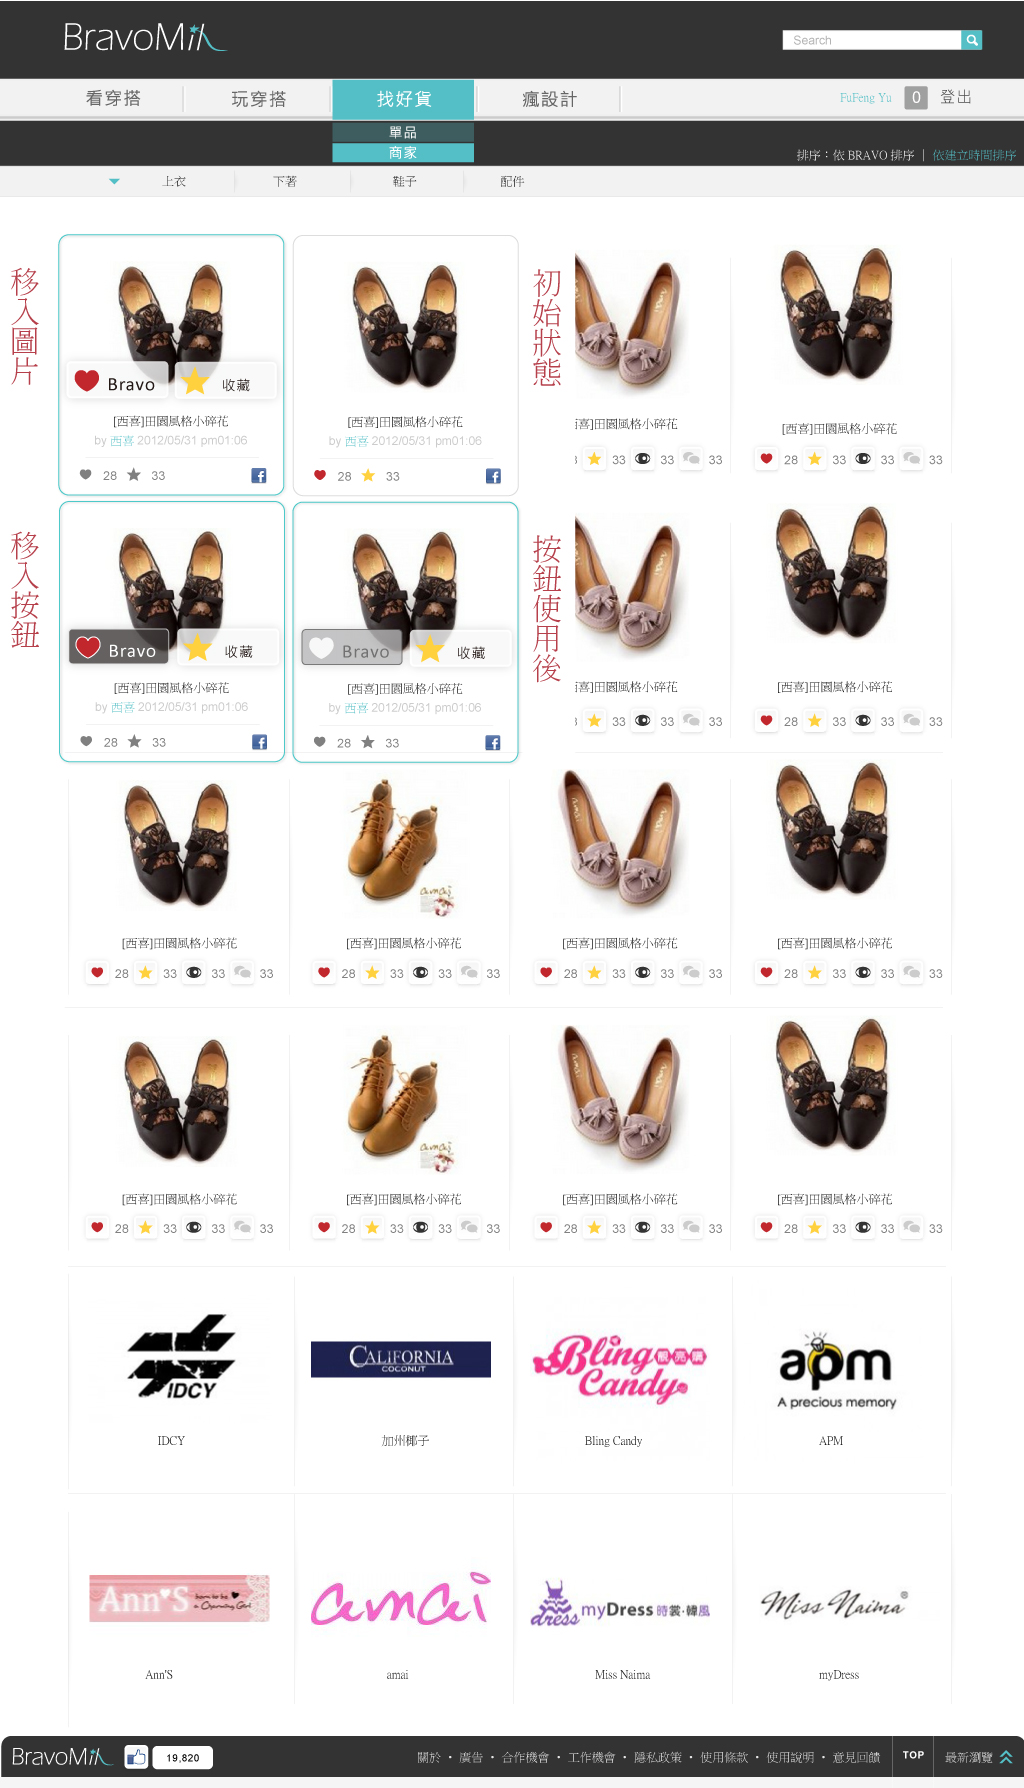 BravoMix
Search
看穿搭
玩穿搭
找好貨
瘋設計
FuFeng Yu
0
登出
單品
商家
排序：依 BRAVO 排序 | 依建立時間排序
上衣
下著
鞋子
配件
移入圖片
Bravo
收藏
[西喜]田園風格小碎花
by 西喜 2012/05/31 pm01:06
28 33
[西喜]田園風格小碎花
by 西喜 2012/05/31 pm01:06
28 33
初始狀態
喜]田園風格小碎花
33 33 33
[西喜]田園風格小碎花
28 33 33 33
移入按鈕
Bravo
收藏
[西喜]田園風格小碎花
by 西喜 2012/05/31 pm01:06
28 33
Bravo
收藏
[西喜]田園風格小碎花
by 西喜 2012/05/31 pm01:06
28 33
按鈕使用後
喜]田園風格小碎花
33 33 33
[西喜]田園風格小碎花
28 33 33 33
amai
[西喜]田園風格小碎花
[西喜]田園風格小碎花
[西喜]田園風格小碎花
[西喜]田園風格小碎花
28 33 33 33
28 33 33 33
28 33 33 33
28 33 33 33
amai
[西喜]田園風格小碎花
[西喜]田園風格小碎花
[西喜]田園風格小碎花
[西喜]田園風格小碎花
28 33 33 33
28 33 33 33
28 33 33 33
28 33 33 33
IDCY
CALIFORNIA
COCONUT
Bling
靚亮購
Candy
apm
A precious memory
IDCY
加州椰子
Bling Candy
APM
Ann'S
born to be
a Charming Girl
amai
dress
myDress 時裳·韓風
Miss Naima®
Ann'S
amai
Miss Naima
myDress
BravoMix
19,820
關於 • 廣告 • 合作機會 • 工作機會 • 隱私政策 • 使用條款 • 使用說明 • 意見回饋
TOP
最新瀏覽